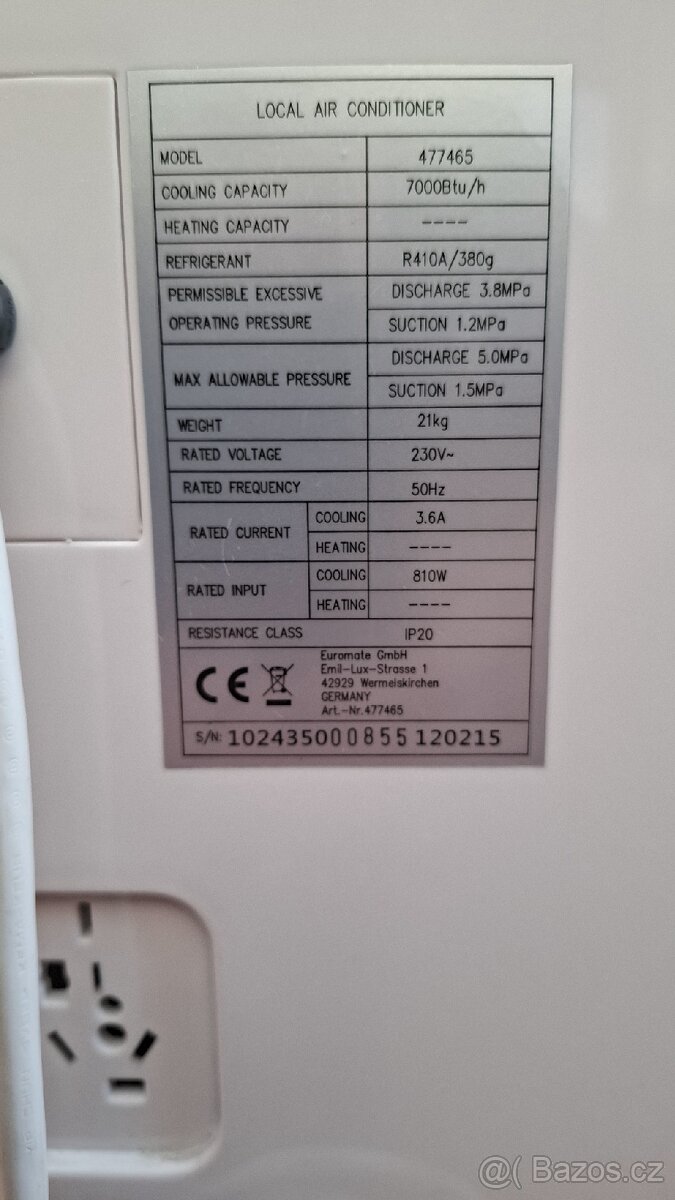 LOCAL AIR CONDITIONER
MODEL 477465
COOLING CAPACITY 7000Btu/h
HEATING CAPACITY ----
REFRIGERANT R410A/380g
PERMISSIBLE EXCESSIVE OPERATING PRESSURE
DISCHARGE 3.8MPa
SUCTION 1.2MPa
MAX ALLOWABLE PRESSURE
DISCHARGE 5.0MPa
SUCTION 1.5MPa
WEIGHT 21kg
RATED VOLTAGE 230V~
RATED FREQUENCY 50Hz
RATED CURRENT
COOLING 3.6A
HEATING ----
RATED INPUT
COOLING 810W
HEATING ----
RESISTANCE CLASS IP20
CE
Euromate GmbH
Emil-Lux-Strasse 1
42929 Wermelskirchen
GERMANY
Art.-Nr.477465
S/N: 102435000855120215
@( Bazos.cz